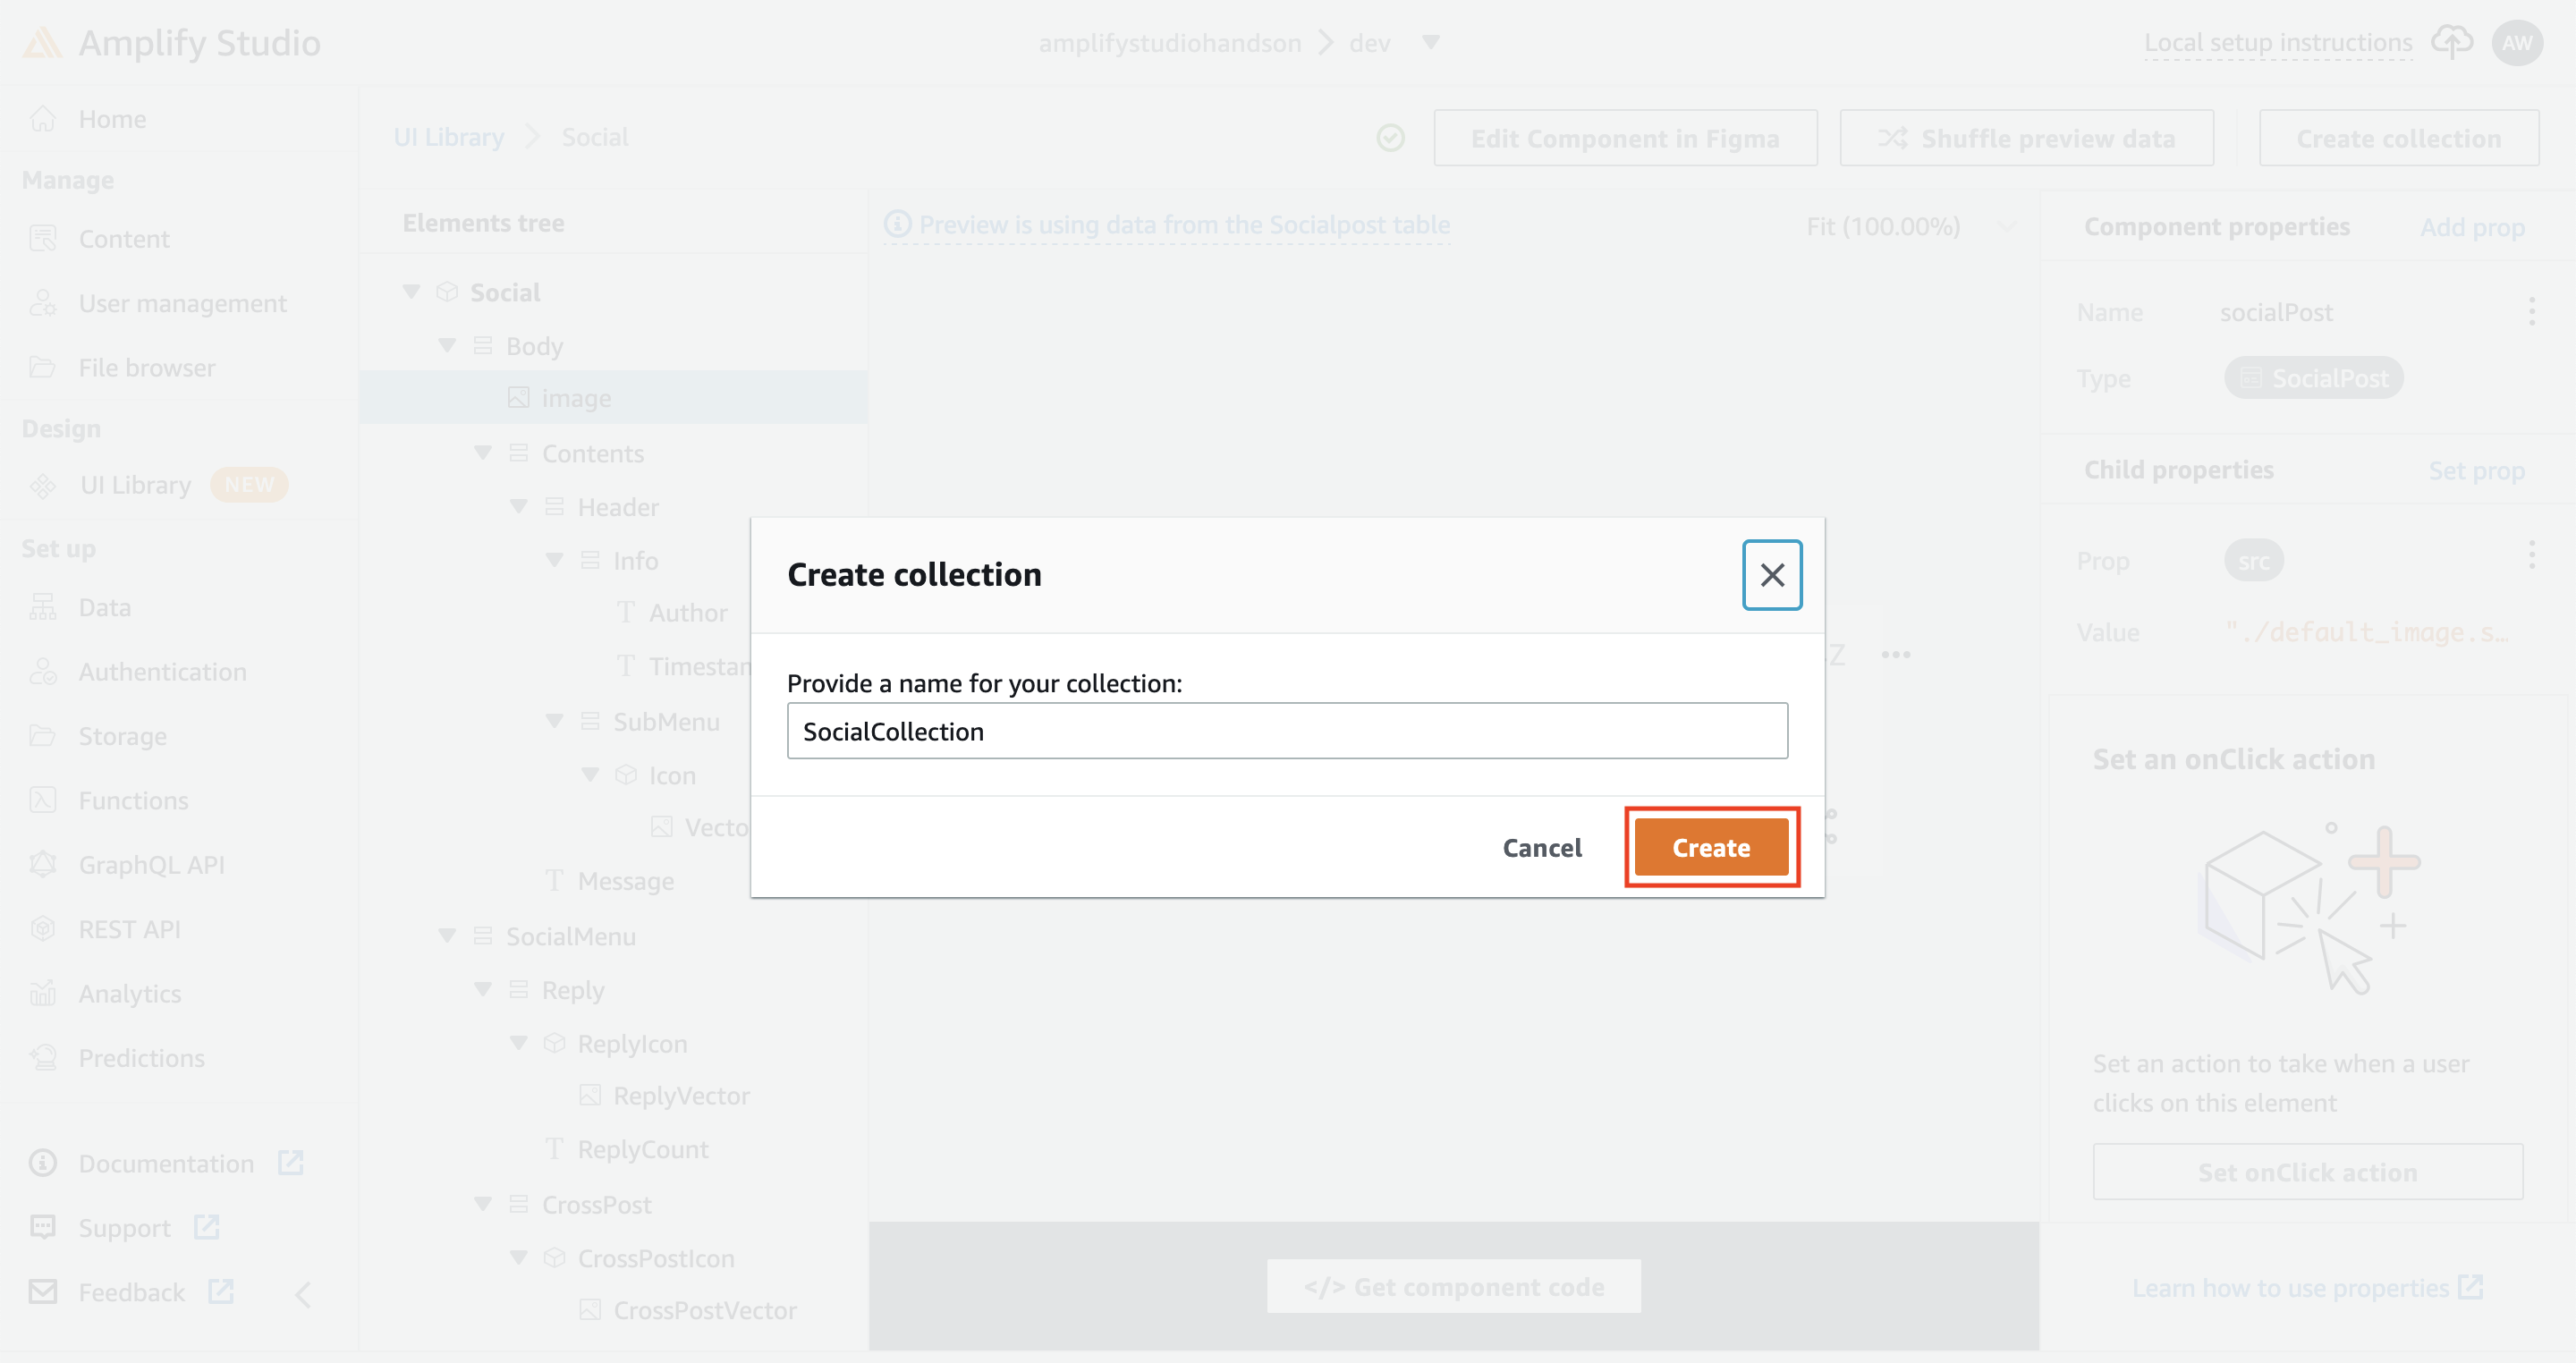 Amplify Studio
amplifystudiohandson
dev
Local setup instructions
AW
Home
Manage
Content
User management
File browser
Design
UI Library
NEW
Set up
Data
Authentication
Storage
Functions
GraphQL API
REST API
Analytics
Predictions
Documentation
Support
Feedback
UI Library
Social
Edit Component in Figma
Shuffle preview data
Create collection
Elements tree
Social
Body
image
Contents
Header
Info
Author
Timestam
SubMenu
Icon
Vecto
Message
SocialMenu
Reply
ReplyIcon
ReplyVector
ReplyCount
CrossPost
CrossPostIcon
CrossPostVector
Preview is using data from the Socialpost table
Fit (100.00%)
Z
Create collection
Provide a name for your collection:
SocialCollection
Cancel
Create
</> Get component code
Component properties
Add prop
Name
socialPost
Type
SocialPost
Child properties
Set prop
Prop
src
Value
"./default_image.s…
Set an onClick action
Set an action to take when a user
clicks on this element
Set onClick action
Learn how to use properties